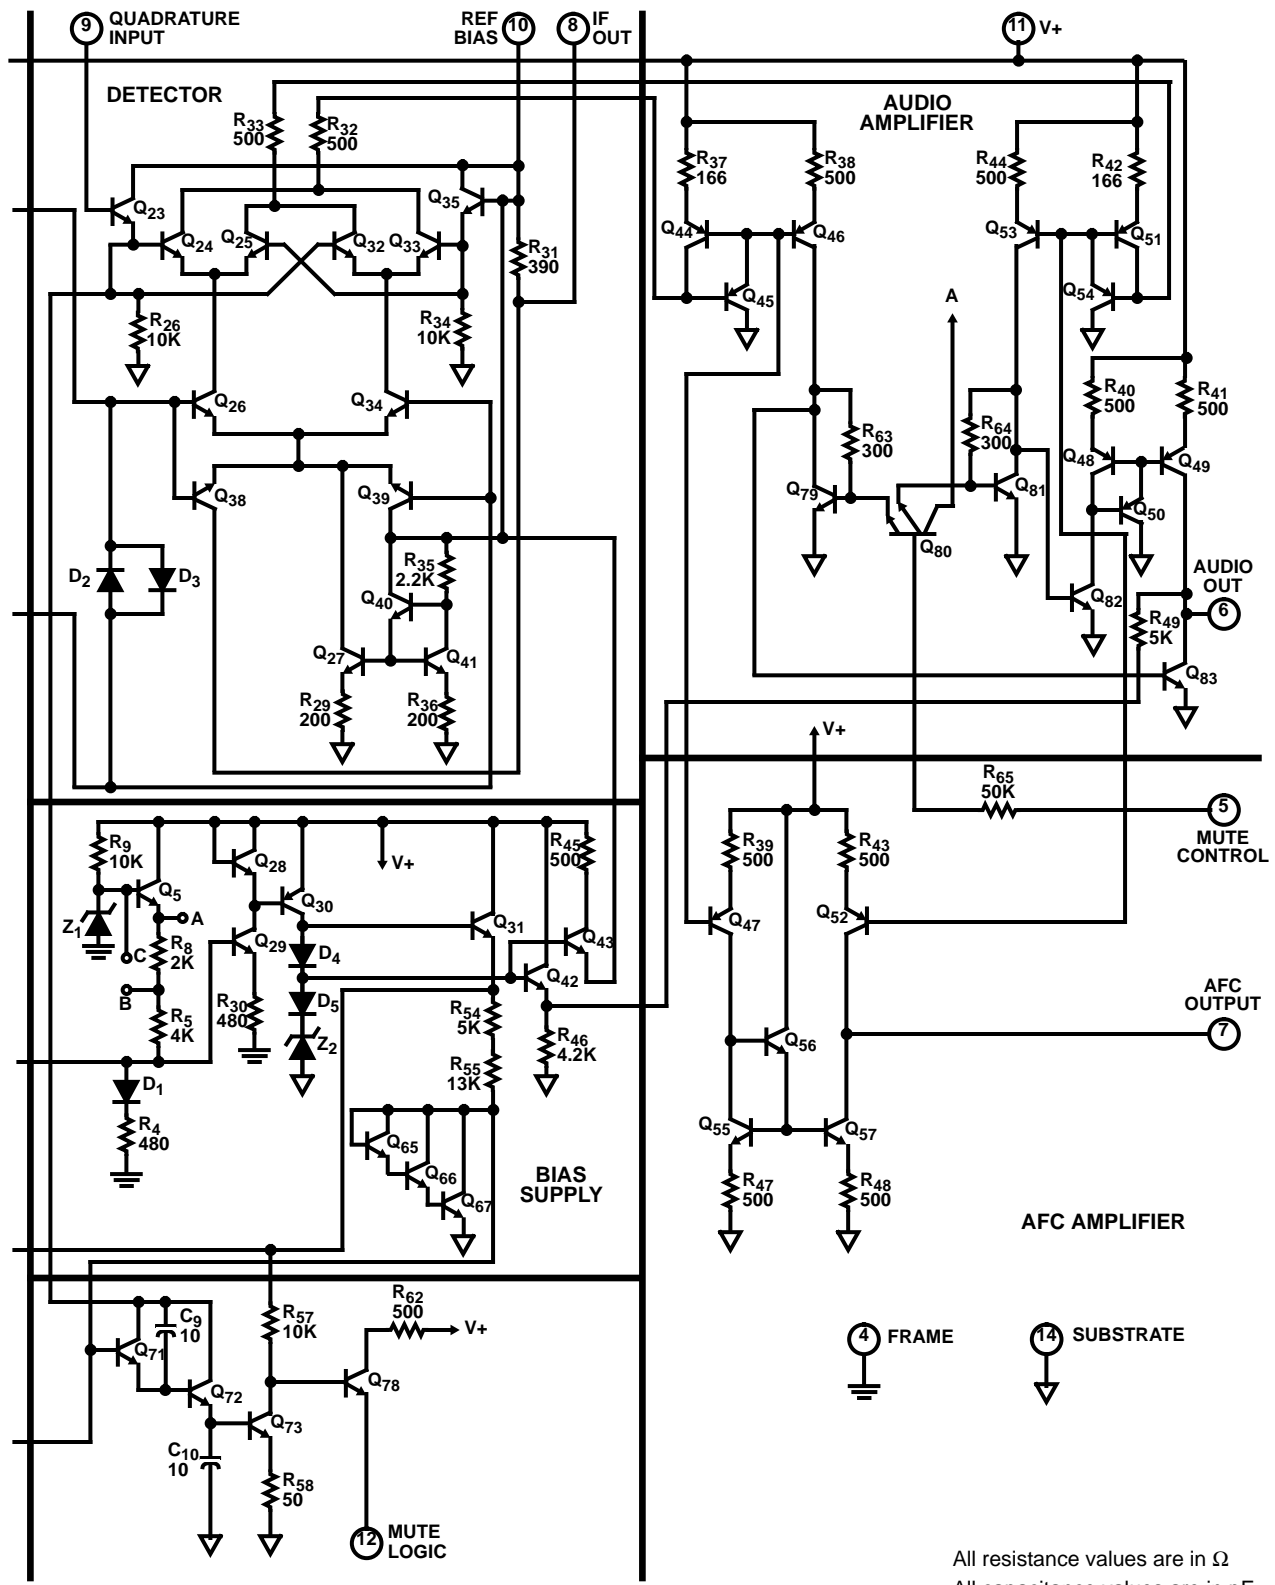 9 QUADRATURE INPUT
REF BIAS 10
8 IF OUT
11 V+
DETECTOR
AUDIO AMPLIFIER
R33 500
R32 500
R37 166
R38 500
R44 500
R42 166
Q23
Q24
Q25
Q32
Q33
Q35
Q44
Q46
Q53
Q51
R31 390
Q45
A
Q54
R26 10K
R34 10K
Q26
Q34
R40 500
R41 500
R63 300
R64 300
Q48
Q49
Q38
Q39
Q79
Q81
Q50
Q80
R35 2.2K
D2
D3
Q40
Q82
AUDIO OUT
6
R49 5K
Q27
Q41
Q83
R29 200
R36 200
V+
R65 50K
5
MUTE CONTROL
R9 10K
Q28
V+
R45 500
R39 500
R43 500
Q5
Q30
A
Z1
Q31
Q47
Q52
C
R8 2K
Q29
D4
Q43
Q42
B
R5 4K
R30 480
D5
Z2
R54 5K
R46 4.2K
AFC OUTPUT
7
R55 13K
Q56
D1
R4 480
Q65
Q66
Q67
BIAS SUPPLY
Q55
Q57
R47 500
R48 500
AFC AMPLIFIER
R62 500
V+
C9 10
R57 10K
Q71
Q72
Q73
Q78
4 FRAME
14 SUBSTRATE
C10 10
R58 50
12 MUTE LOGIC
All resistance values are in Ω